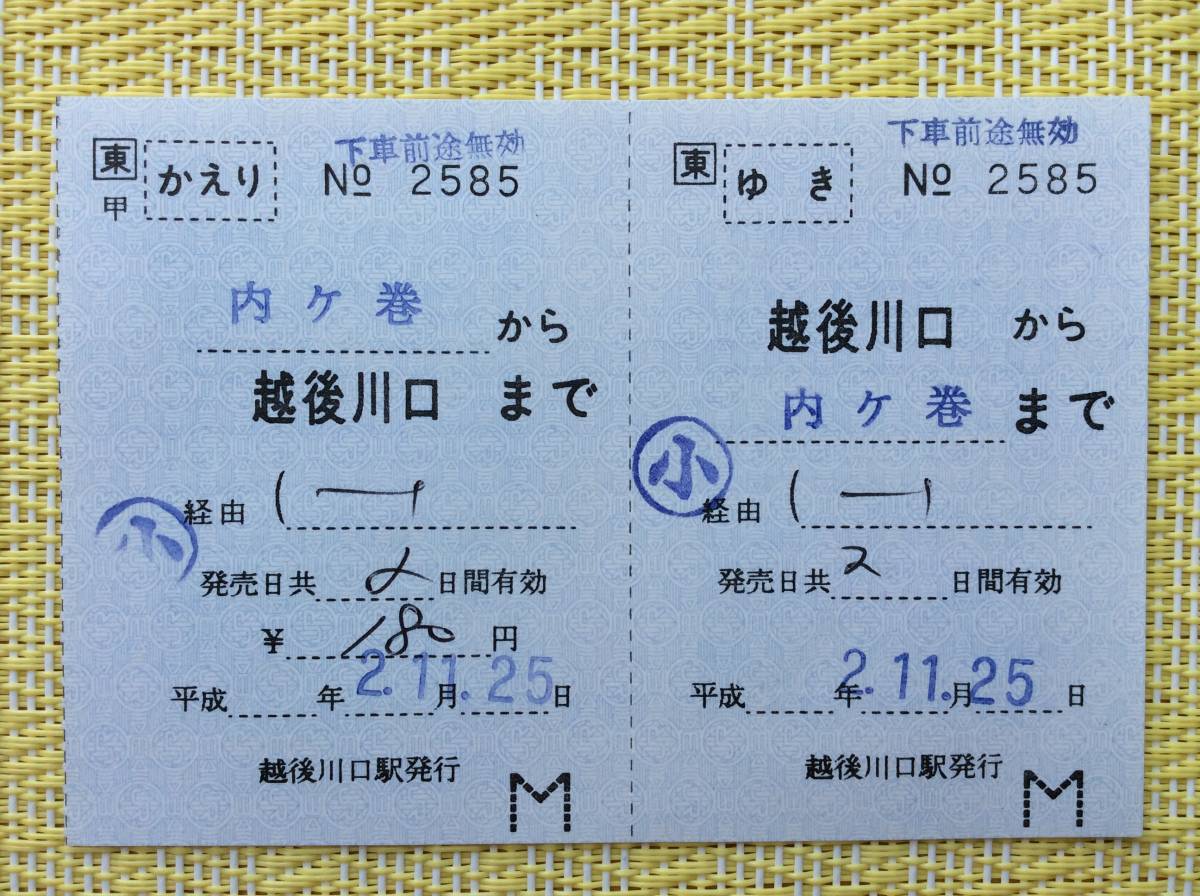 下車前途無効
東 かえり № 2585
甲
内ケ巻 から
越後川口 まで
小 経由 (—)
発売日共 2 日間有効
¥ 180 円
平成 年 月 日
2.11.25
越後川口駅発行
M
下車前途無効
東 ゆき № 2585
越後川口 から
内ケ巻 まで
小 経由 (—)
発売日共 2 日間有効
平成 年 月 日
2.11.25
越後川口駅発行
M